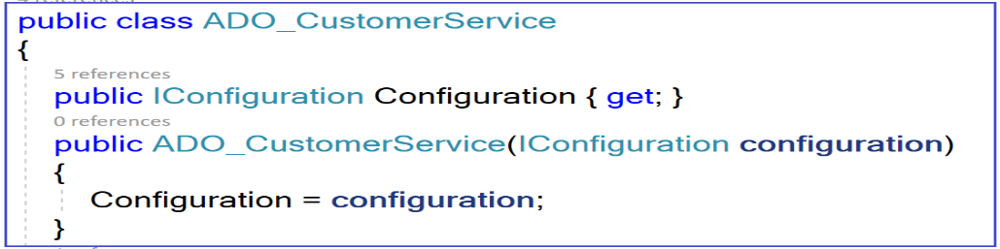 public class ADO_CustomerService
{
5 references
public IConfiguration Configuration { get; }
0 references
public ADO_CustomerService(IConfiguration configuration)
{
Configuration = configuration;
}